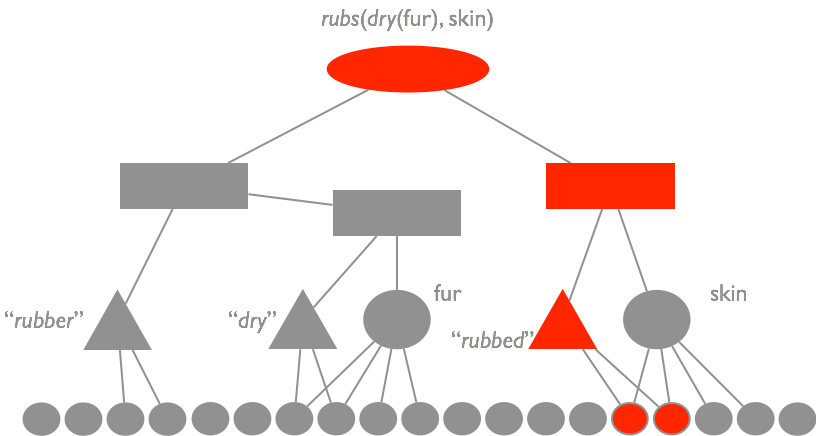 rubs(dry(fur), skin)
fur
skin
“rubber”
“dry”
“rubbed”